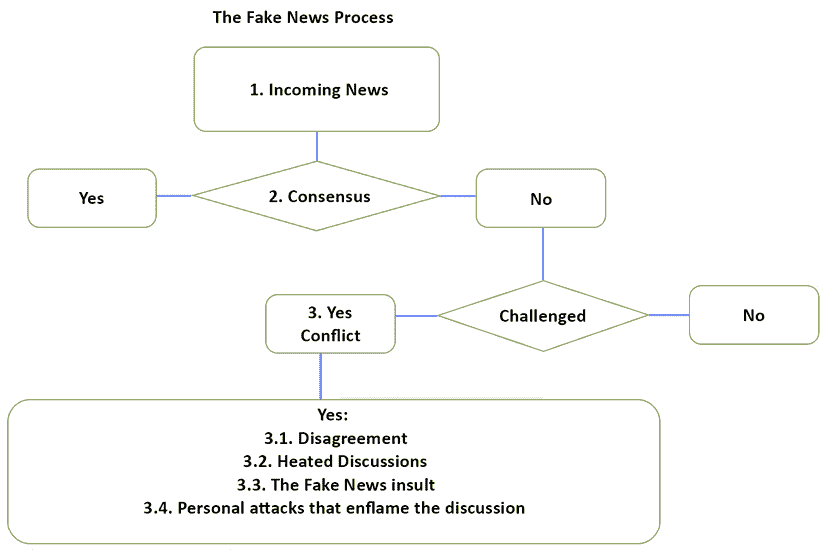 The Fake News Process
1. Incoming News
Yes
2. Consensus
No
3. Yes
Conflict
Challenged
No
Yes:
3.1. Disagreement
3.2. Heated Discussions
3.3. The Fake News insult
3.4. Personal attacks that enflame the discussion